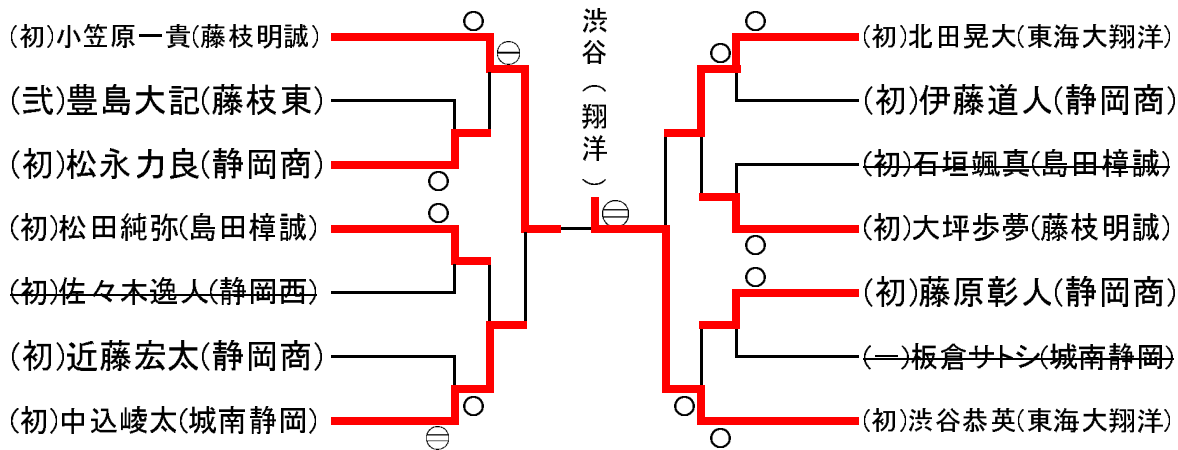 (初)小笠原一貴(藤枝明誠)
(弐)豊島大記(藤枝東)
(初)松永力良(静岡商)
(初)松田純弥(島田樟誠)
(初)佐々木逸人(静岡西)
(初)近藤宏太(静岡商)
(初)中込崚太(城南静岡)
渋谷(翔洋)
(初)北田晃大(東海大翔洋)
(初)伊藤道人(静岡商)
(初)石垣颯真(島田樟誠)
(初)大坪歩夢(藤枝明誠)
(初)藤原彰人(静岡商)
(一)板倉サトシ(城南静岡)
(初)渋谷恭英(東海大翔洋)